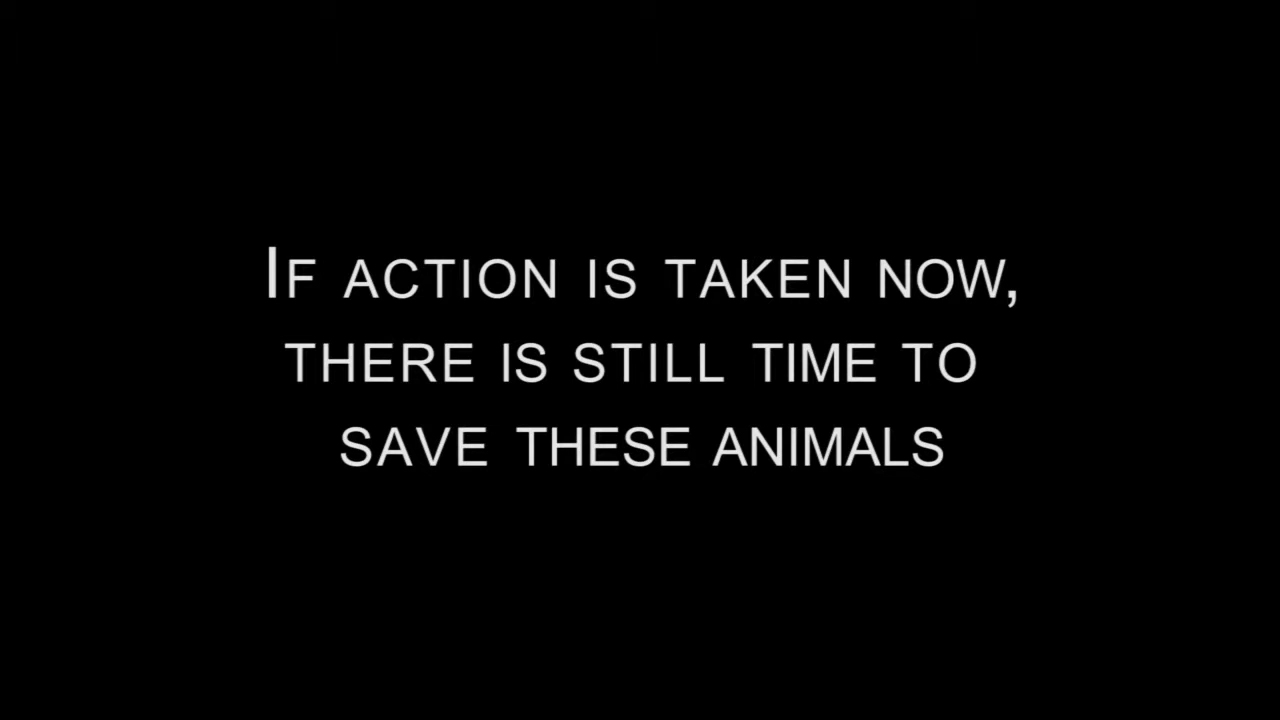 If action is taken now,
there is still time to
save these animals